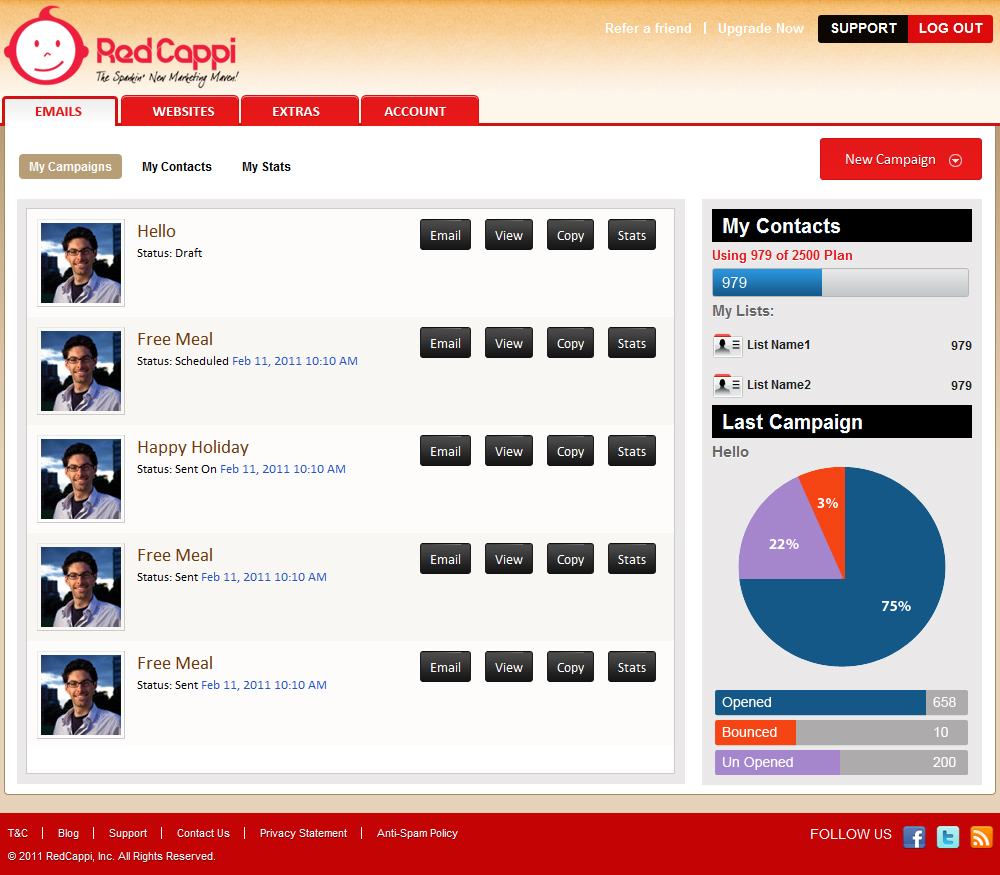 Refer a friend | Upgrade Now SUPPORT LOG OUT
RedCappi
The Spankin' New Marketing Maven!
EMAILS WEBSITES EXTRAS ACCOUNT
My Campaigns My Contacts My Stats
New Campaign
Hello
Status: Draft
Email View Copy Stats
Free Meal
Status: Scheduled Feb 11, 2011 10:10 AM
Email View Copy Stats
Happy Holiday
Status: Sent On Feb 11, 2011 10:10 AM
Email View Copy Stats
Free Meal
Status: Sent Feb 11, 2011 10:10 AM
Email View Copy Stats
Free Meal
Status: Sent Feb 11, 2011 10:10 AM
Email View Copy Stats
My Contacts
Using 979 of 2500 Plan
979
My Lists:
List Name1 979
List Name2 979
Last Campaign
Hello
3%
22%
75%
Opened 658
Bounced 10
Un Opened 200
T&C | Blog | Support | Contact Us | Privacy Statement | Anti-Spam Policy
FOLLOW US
© 2011 RedCappi, Inc. All Rights Reserved.